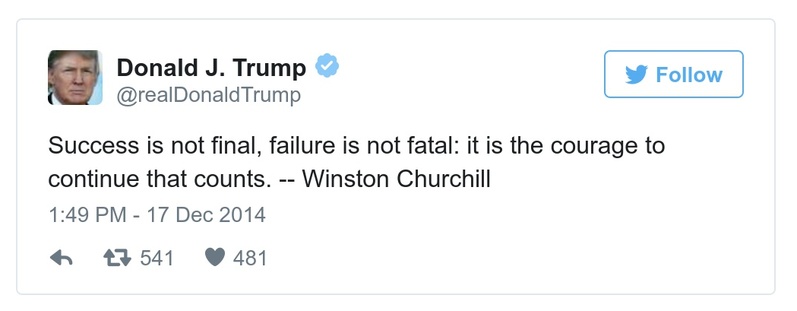 Donald J. Trump
@realDonaldTrump
Follow
Success is not final, failure is not fatal: it is the courage to
continue that counts. -- Winston Churchill
1:49 PM - 17 Dec 2014
541 481